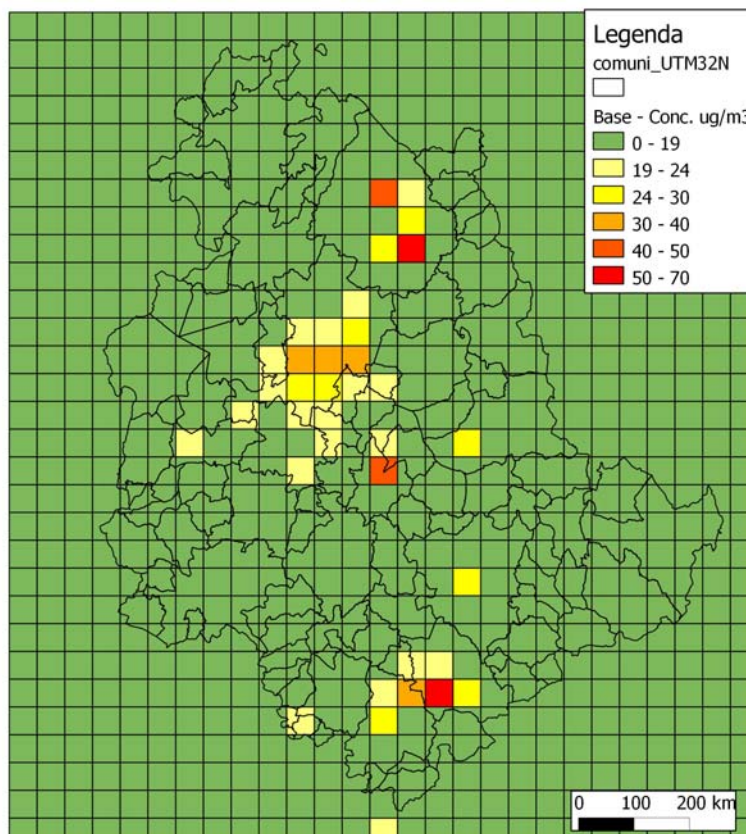 Legenda
comuni_UTM32N
Base - Conc. ug/m3
0 - 19
19 - 24
24 - 30
30 - 40
40 - 50
50 - 70
0 100 200 km